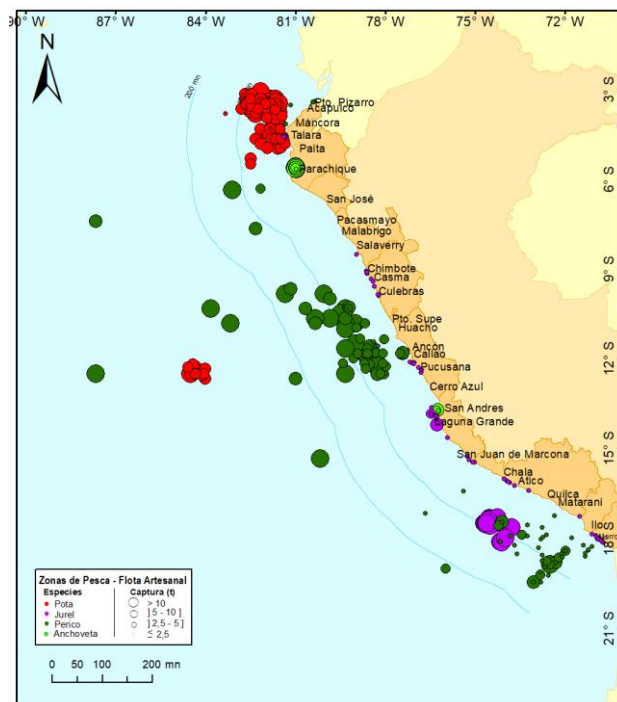 90° W
87° W
84° W
81° W
78° W
75° W
72° W
N
200 mn
3° S
Pto. Pizarro
Acapulco
Máncora
Talara
Paita
Parachique
6° S
San José
Pacasmayo
Malabrigo
Salaverry
9° S
Chimbote
Casma
Culebras
Pto. Supe
Huacho
Ancón
12° S
Callao
Pucusana
Cerro Azul
San Andres
Laguna Grande
15° S
San Juan de Marcona
Chala
Atico
Quilca
Matarani
Ilo
18° S
21° S
Zonas de Pesca - Flota Artesanal
Especies Captura (t)
Pota > 10
Jurel ]5 - 10]
Perico ]2,5 - 5]
Anchoveta ≤ 2,5
0 50 100 200 mn